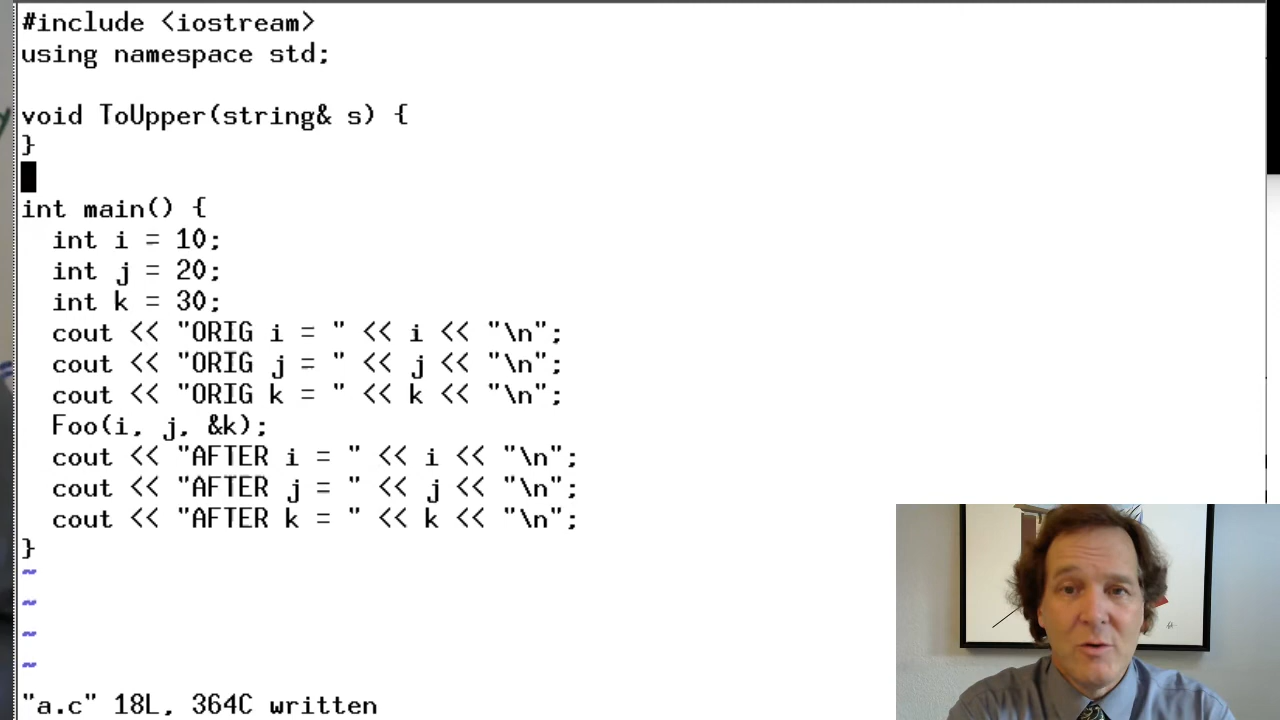 #include <iostream>
using namespace std;
void ToUpper(string& s) {
}
int main() {
  int i = 10;
  int j = 20;
  int k = 30;
  cout << "ORIG i = " << i << "\n";
  cout << "ORIG j = " << j << "\n";
  cout << "ORIG k = " << k << "\n";
  Foo(i, j, &k);
  cout << "AFTER i = " << i << "\n";
  cout << "AFTER j = " << j << "\n";
  cout << "AFTER k = " << k << "\n";
}
~
~
~
~
"a.c" 18L, 364C written